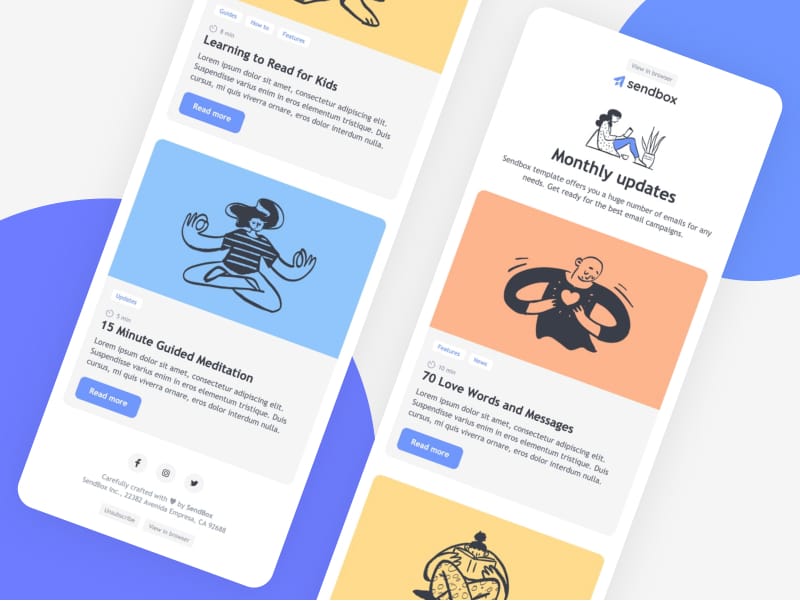 Guides
How to
Features
8 min
Learning to Read for Kids
Lorem ipsum dolor sit amet, consectetur adipiscing elit.
Suspendisse varius enim in eros elementum tristique. Duis
cursus, mi quis viverra ornare, eros dolor interdum nulla.
Read more
Updates
5 min
15 Minute Guided Meditation
Lorem ipsum dolor sit amet, consectetur adipiscing elit.
Suspendisse varius enim in eros elementum tristique. Duis
cursus, mi quis viverra ornare, eros dolor interdum nulla.
Read more
Carefully crafted with by SendBox
SendBox Inc., 22382 Avenida Empresa, CA 92688
Unsubscribe
View in browser
View in browser
sendbox
Monthly updates
Sendbox template offers you a huge number of emails for any
needs. Get ready for the best email campaigns.
Features
News
10 min
70 Love Words and Messages
Lorem ipsum dolor sit amet, consectetur adipiscing elit.
Suspendisse varius enim in eros elementum tristique. Duis
cursus, mi quis viverra ornare, eros dolor interdum nulla.
Read more